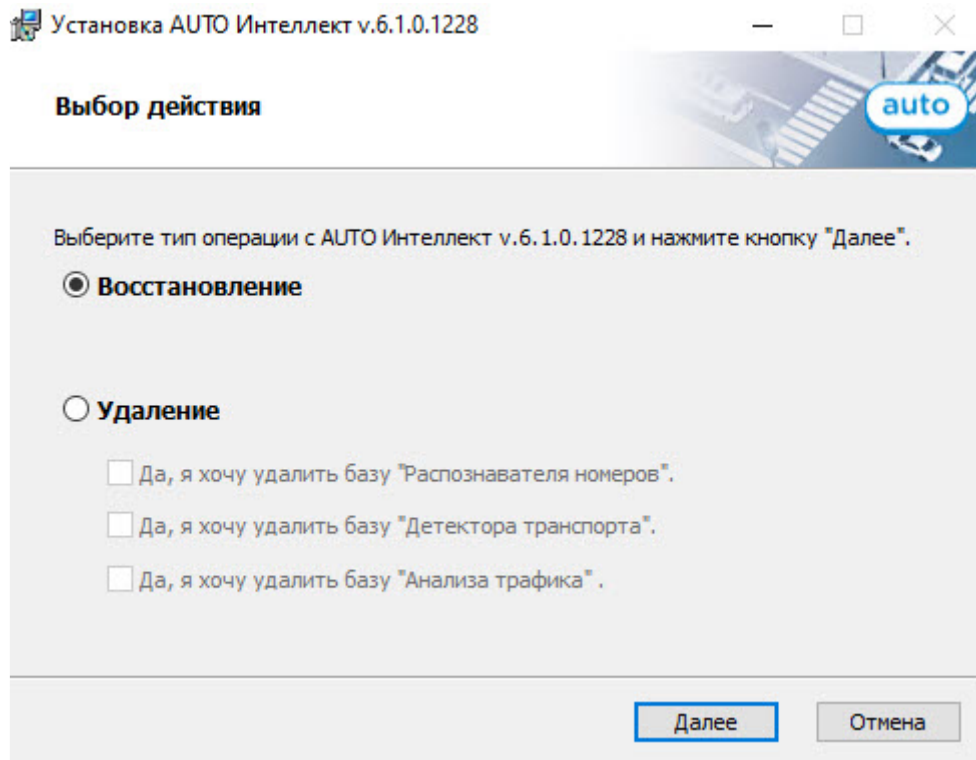 Установка AUTO Интеллект v.6.1.0.1228
Выбор действия
auto
Выберите тип операции с AUTO Интеллект v.6.1.0.1228 и нажмите кнопку "Далее".
Восстановление
Удаление
Да, я хочу удалить базу "Распознавателя номеров".
Да, я хочу удалить базу "Детектора транспорта".
Да, я хочу удалить базу "Анализа трафика" .
Далее
Отмена